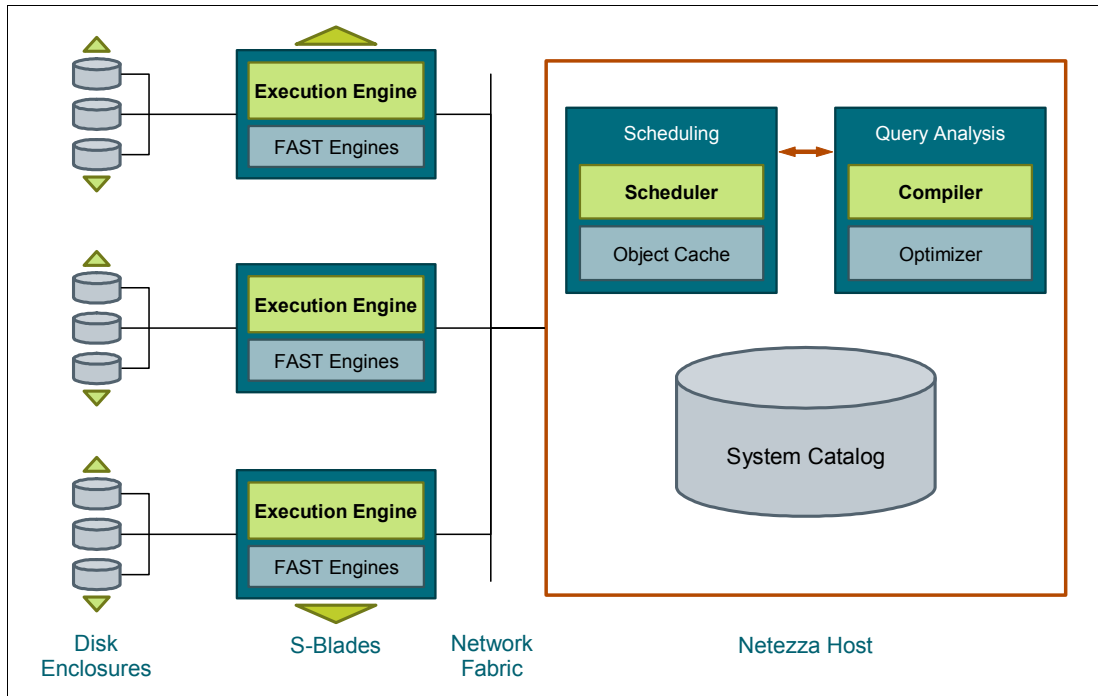 Execution Engine
FAST Engines
Execution Engine
FAST Engines
Execution Engine
FAST Engines
Scheduling
Scheduler
Object Cache
Query Analysis
Compiler
Optimizer
System Catalog
Disk
Enclosures
S-Blades
Network
Fabric
Netezza Host